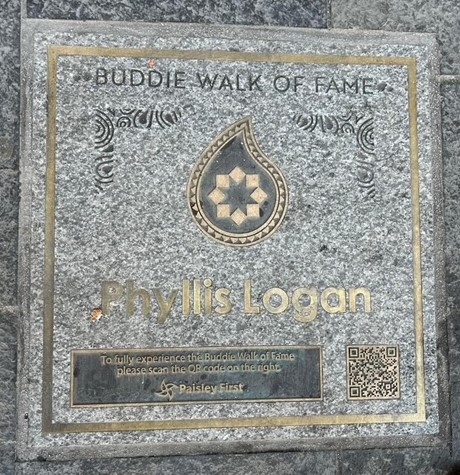 BUDDIE WALK OF FAME
Phyllis Logan
To fully experience the Buddie Walk of Fame
please scan the QR code on the right.
Paisley First